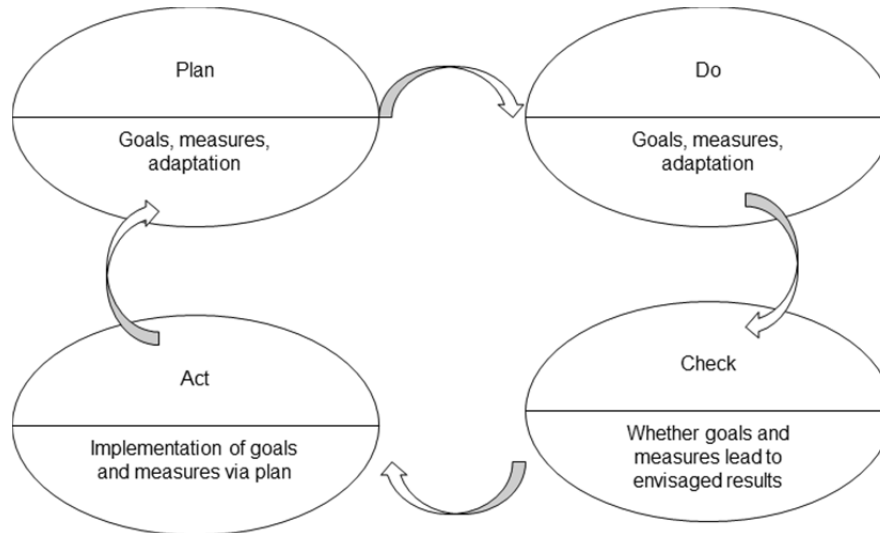 Plan
Goals, measures,
adaptation
Do
Goals, measures,
adaptation
Act
Implementation of goals
and measures via plan
Check
Whether goals and
measures lead to
envisaged results